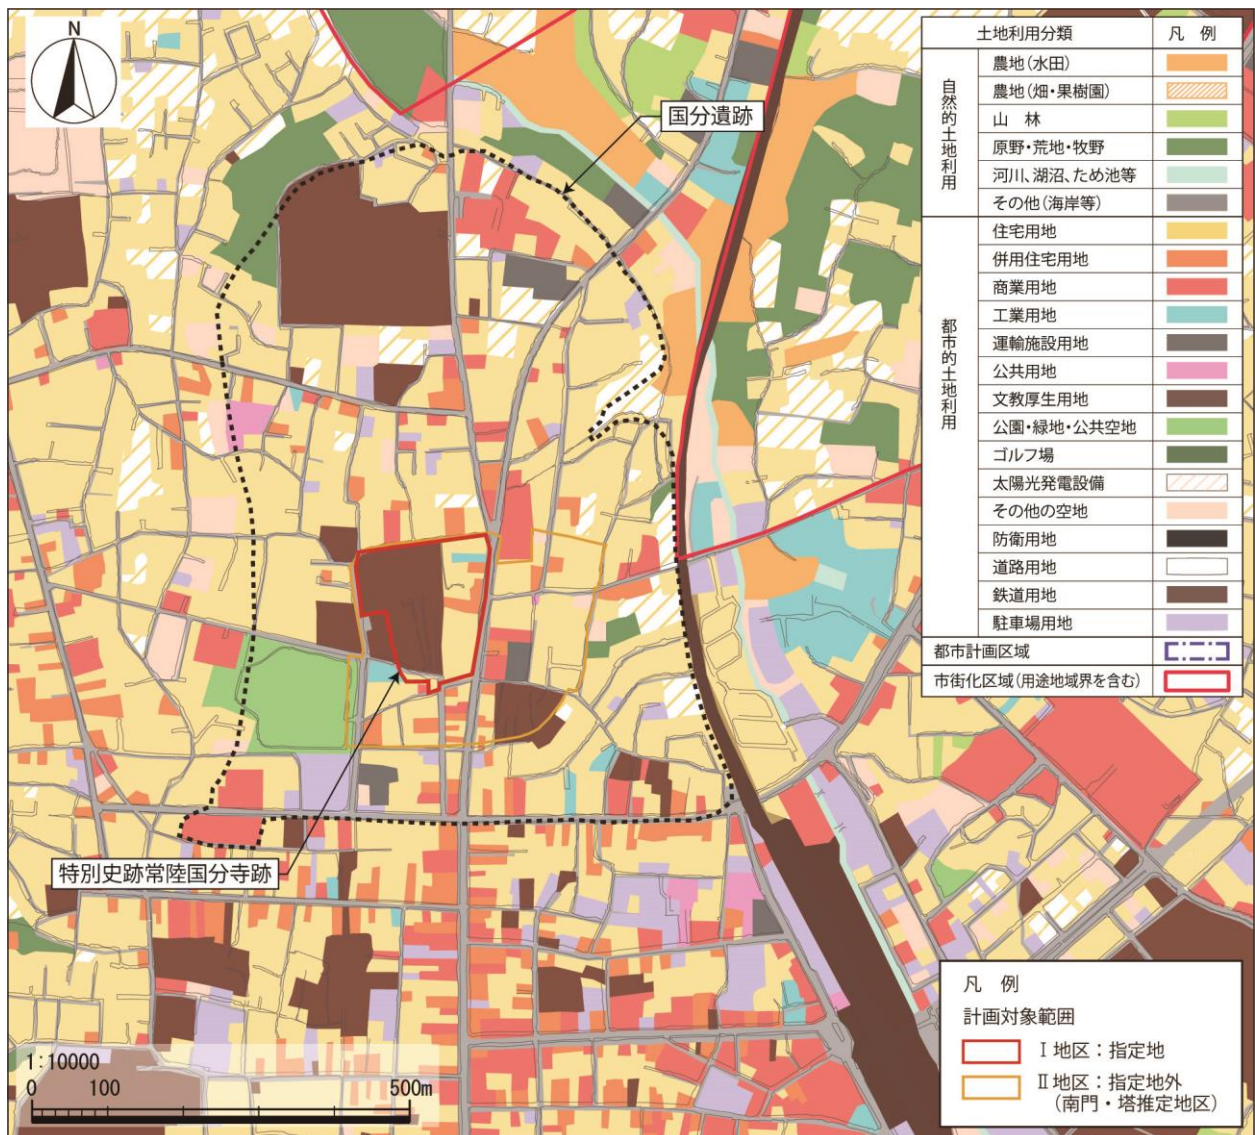 N
国分遺跡
特別史跡常陸国分寺跡
土地利用分類 凡 例
自然的土地利用
農地(水田)
農地(畑・果樹園)
山 林
原野・荒地・牧野
河川、湖沼、ため池等
その他(海岸等)
都市的土地利用
住宅用地
併用住宅用地
商業用地
工業用地
運輸施設用地
公共用地
文教厚生用地
公園・緑地・公共空地
ゴルフ場
太陽光発電設備
その他の空地
防衛用地
道路用地
鉄道用地
駐車場用地
都市計画区域
市街化区域(用途地域界を含む)
凡 例
計画対象範囲
Ⅰ地区:指定地
Ⅱ地区:指定地外
(南門・塔推定地区)
1:10000
0 100 500m